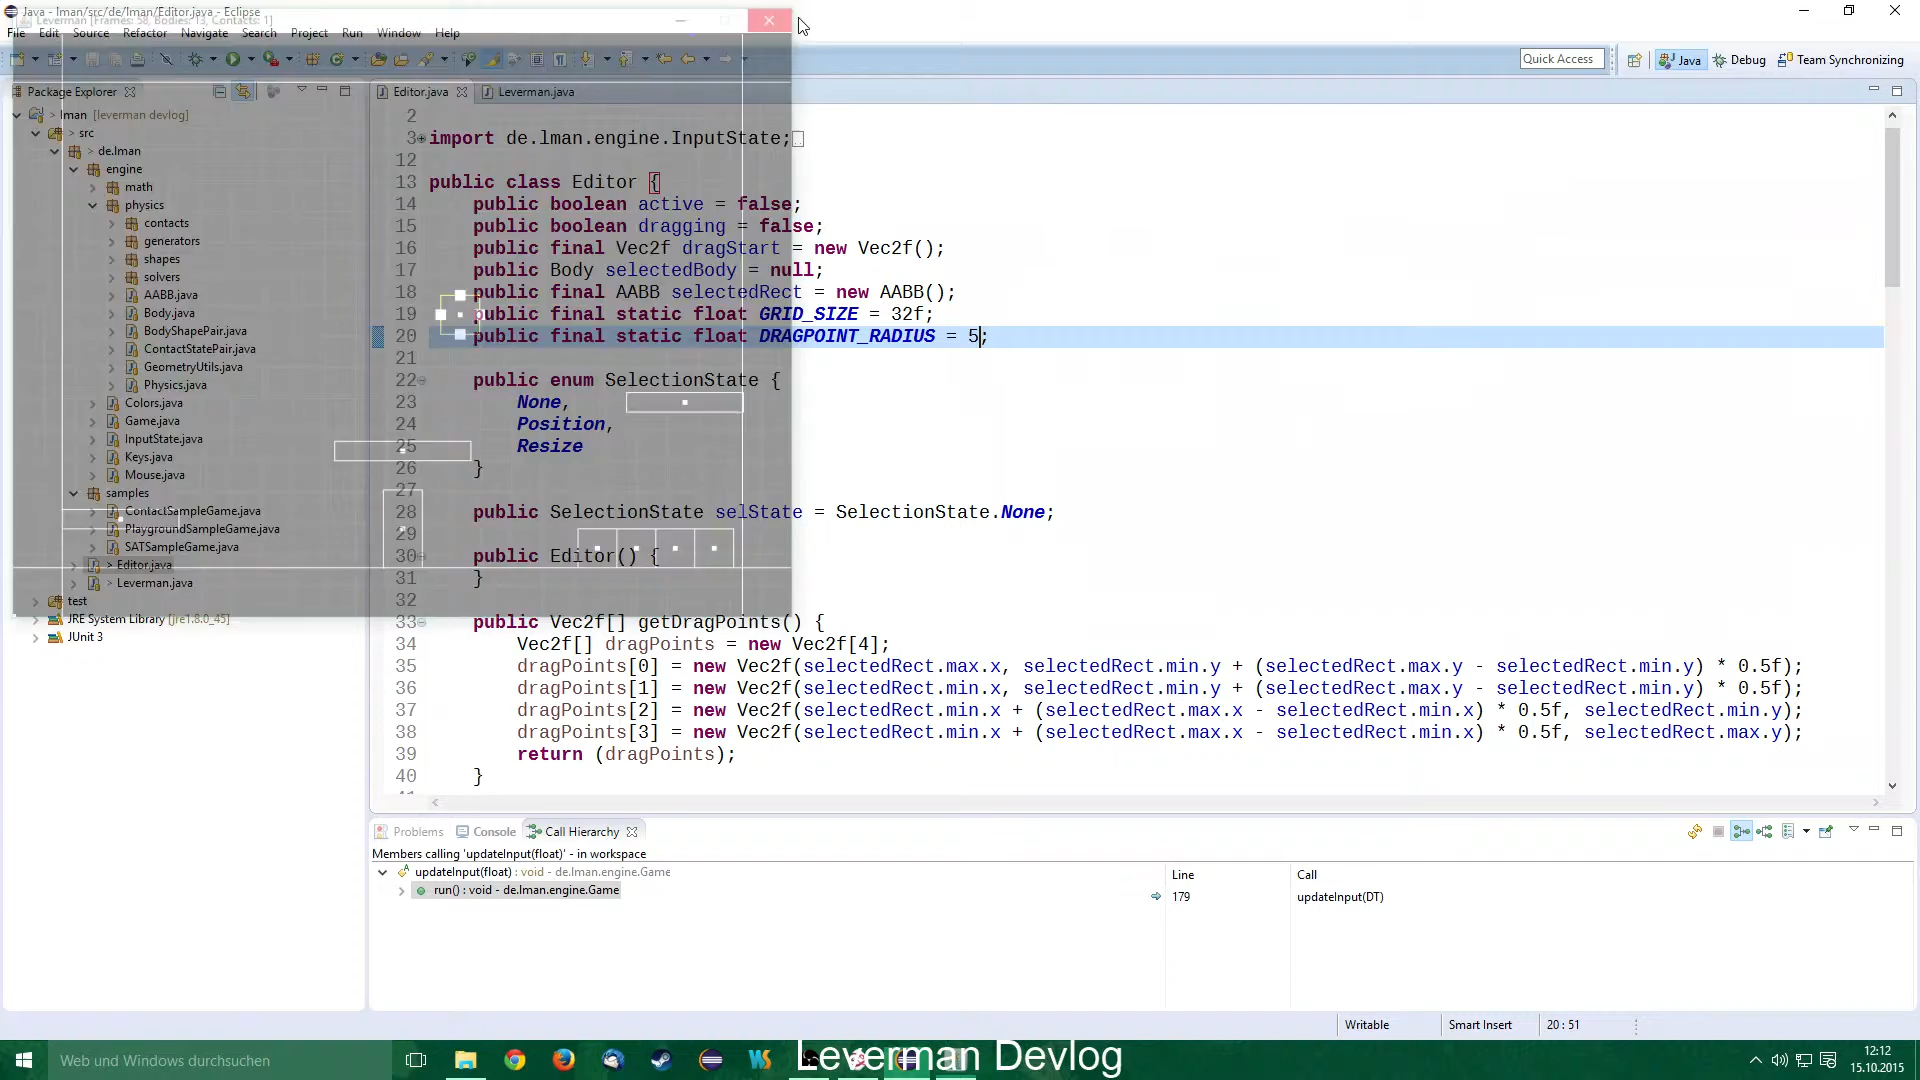 Java - lman/src/de/lman/Editor.java - Eclipse
Leverman [Frames: 58, Bodies: 13, Contacts: 1]
File Edit Source Refactor Navigate Search Project Run Window Help
Quick Access Java Debug Team Synchronizing
Package Explorer
Editor.java Leverman.java
> lman [leverman devlog]
> src
> de.lman
engine
math
physics
contacts
generators
shapes
solvers
AABB.java
Body.java
BodyShapePair.java
ContactStatePair.java
GeometryUtils.java
Physics.java
Colors.java
Game.java
InputState.java
Keys.java
Mouse.java
samples
ContactSampleGame.java
PlaygroundSampleGame.java
SATSampleGame.java
> Editor.java
> Leverman.java
test
JRE System Library [jre1.8.0_45]
JUnit 3
2
3 import de.lman.engine.InputState;
12
13 public class Editor {
14 public boolean active = false;
15 public boolean dragging = false;
16 public final Vec2f dragStart = new Vec2f();
17 public Body selectedBody = null;
18 public final AABB selectedRect = new AABB();
19 public final static float GRID_SIZE = 32f;
20 public final static float DRAGPOINT_RADIUS = 5;
21
22 public enum SelectionState {
23 None,
24 Position,
25 Resize
26 }
27
28 public SelectionState selState = SelectionState.None;
29
30 public Editor() {
31 }
32
33 public Vec2f[] getDragPoints() {
34 Vec2f[] dragPoints = new Vec2f[4];
35 dragPoints[0] = new Vec2f(selectedRect.max.x, selectedRect.min.y + (selectedRect.max.y - selectedRect.min.y) * 0.5f);
36 dragPoints[1] = new Vec2f(selectedRect.min.x, selectedRect.min.y + (selectedRect.max.y - selectedRect.min.y) * 0.5f);
37 dragPoints[2] = new Vec2f(selectedRect.min.x + (selectedRect.max.x - selectedRect.min.x) * 0.5f, selectedRect.min.y);
38 dragPoints[3] = new Vec2f(selectedRect.min.x + (selectedRect.max.x - selectedRect.min.x) * 0.5f, selectedRect.max.y);
39 return (dragPoints);
40 }
Problems Console Call Hierarchy
Members calling 'updateInput(float)' - in workspace
updateInput(float) : void - de.lman.engine.Game
run() : void - de.lman.engine.Game
Line Call
179 updateInput(DT)
Writable Smart Insert 20 : 51
Web und Windows durchsuchen
Leverman Devlog
12:12
15.10.2015